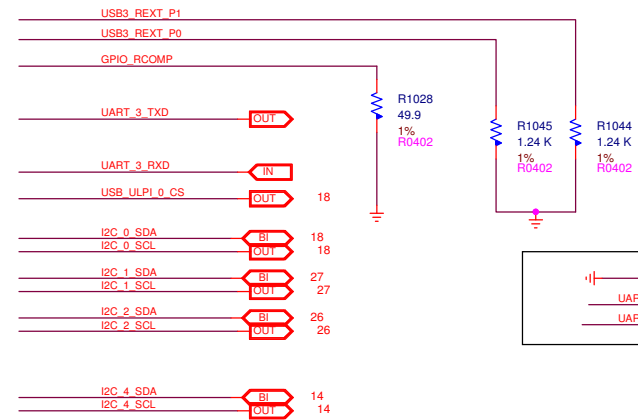 USB3_REXT_P1
USB3_REXT_P0
GPIO_RCOMP
R1028
49.9
1%
R0402
R1045
1.24 K
1%
R0402
R1044
1.24 K
1%
R0402
UART_3_TXD OUT
UART_3_RXD IN
USB_ULPI_0_CS OUT 18
I2C_0_SDA BI 18
I2C_0_SCL OUT 18
I2C_1_SDA BI 27
I2C_1_SCL OUT 27
I2C_2_SDA BI 26
I2C_2_SCL OUT 26
UAR
UAR
I2C_4_SDA BI 14
I2C_4_SCL OUT 14